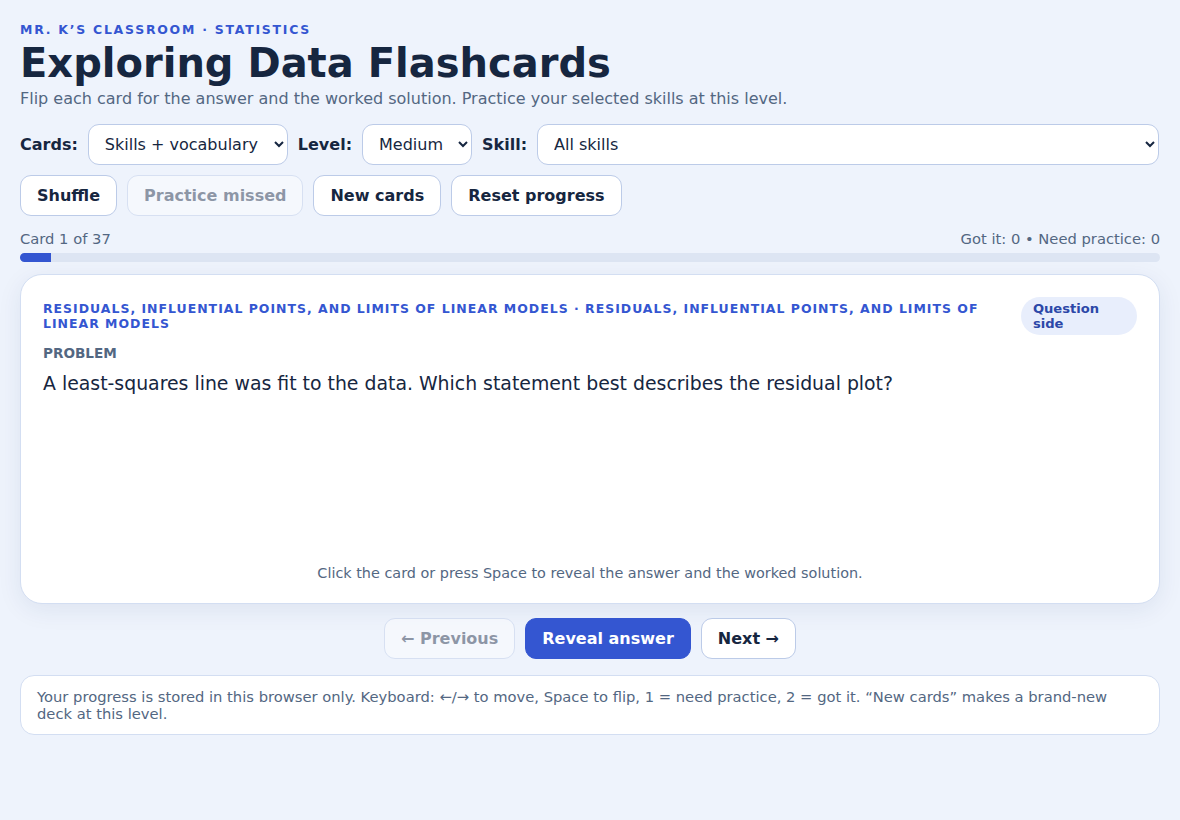 MR. K’S CLASSROOM · STATISTICS
Exploring Data Flashcards
Flip each card for the answer and the worked solution. Practice your selected skills at this level.
Cards: Skills + vocabulary Level: Medium Skill: All skills
Shuffle Practice missed New cards Reset progress
Card 1 of 37 Got it: 0 • Need practice: 0
RESIDUALS, INFLUENTIAL POINTS, AND LIMITS OF LINEAR MODELS · RESIDUALS, INFLUENTIAL POINTS, AND LIMITS OF
LINEAR MODELS
Question
side
PROBLEM
A least-squares line was fit to the data. Which statement best describes the residual plot?
Click the card or press Space to reveal the answer and the worked solution.
← Previous Reveal answer Next →
Your progress is stored in this browser only. Keyboard: ←/→ to move, Space to flip, 1 = need practice, 2 = got it. “New cards” makes a brand-new
deck at this level.